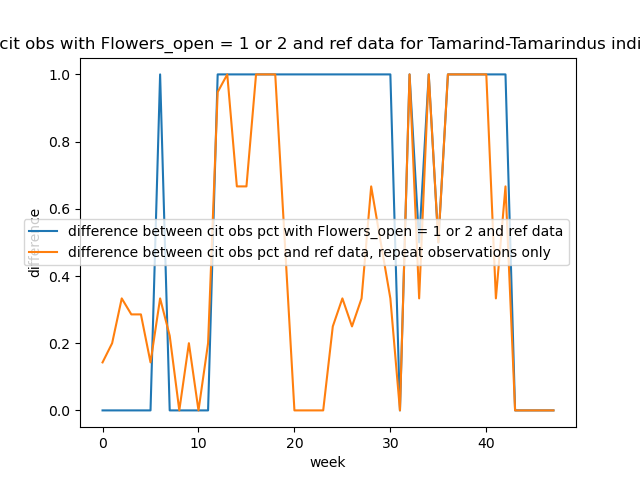 cit obs with Flowers_open = 1 or 2 and ref data for Tamarind-Tamarindus indi
1.0
0.8
0.6
0.4
0.2
0.0
difference
difference between cit obs pct with Flowers_open = 1 or 2 and ref data
difference between cit obs pct and ref data, repeat observations only
0 10 20 30 40
week